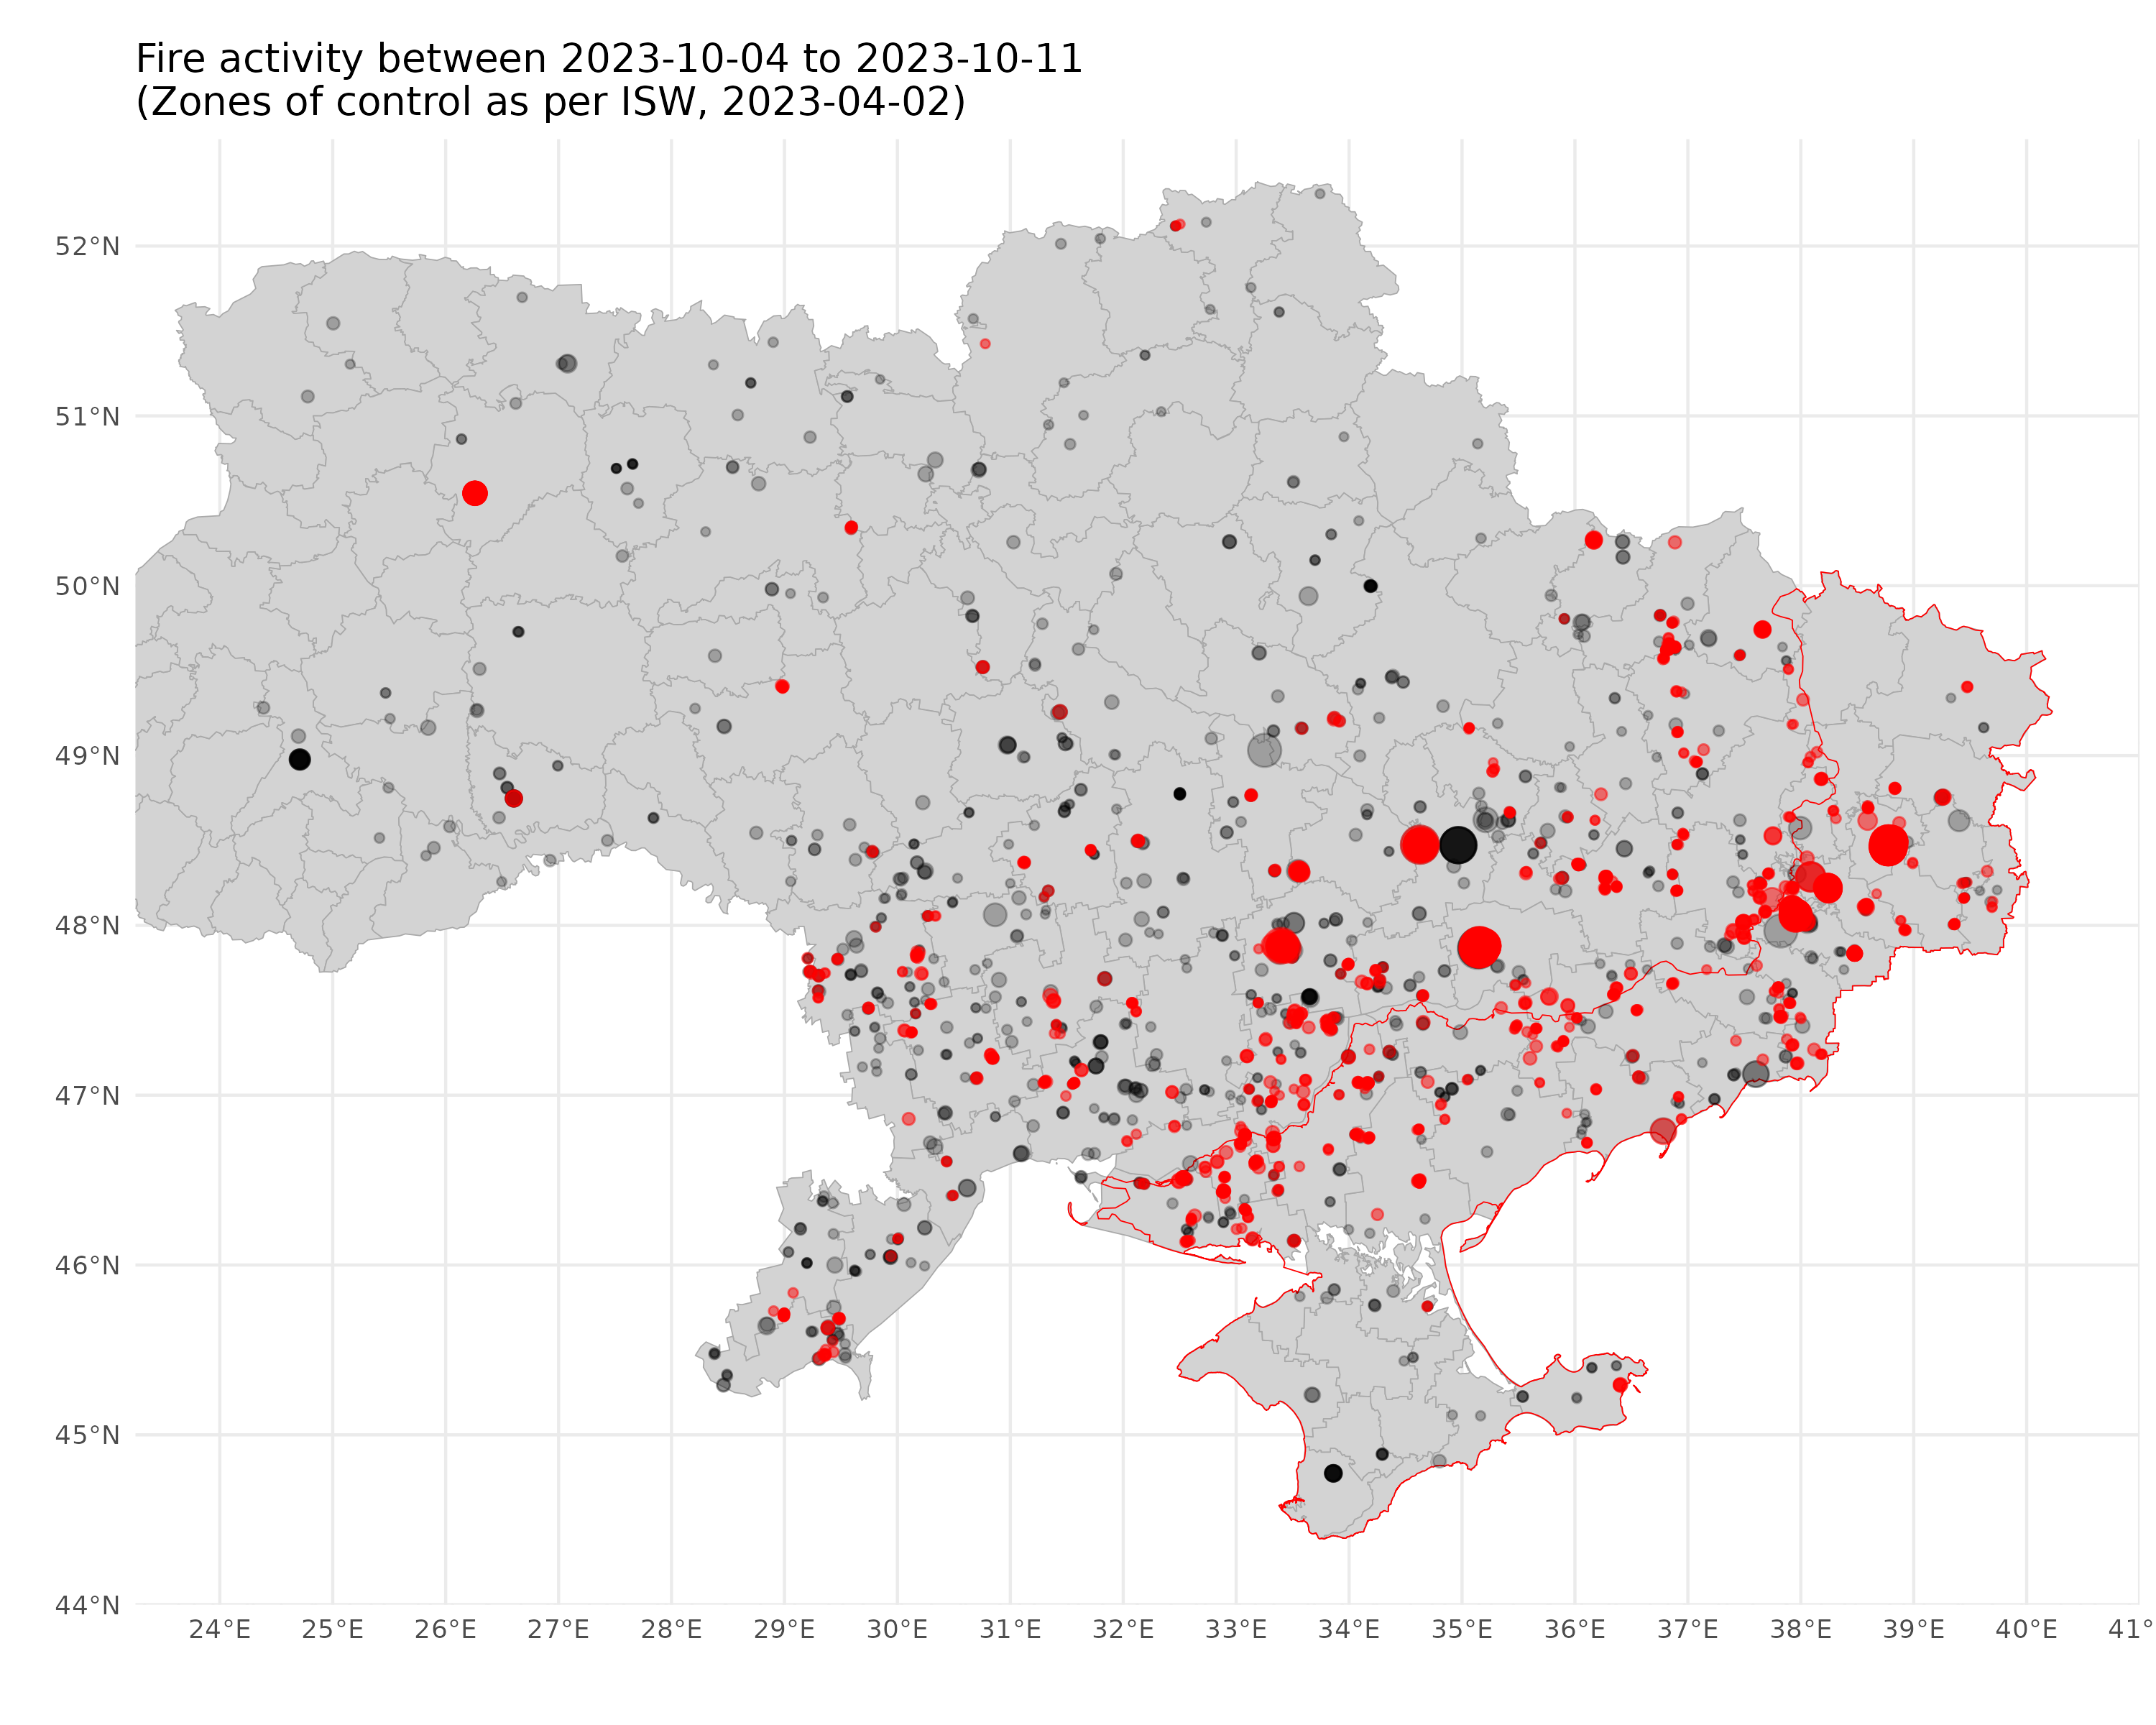 Fire activity between 2023-10-04 to 2023-10-11
(Zones of control as per ISW, 2023-04-02)
52°N
51°N
50°N
49°N
48°N
47°N
46°N
45°N
44°N
24°E 25°E 26°E 27°E 28°E 29°E 30°E 31°E 32°E 33°E 34°E 35°E 36°E 37°E 38°E 39°E 40°E 41°